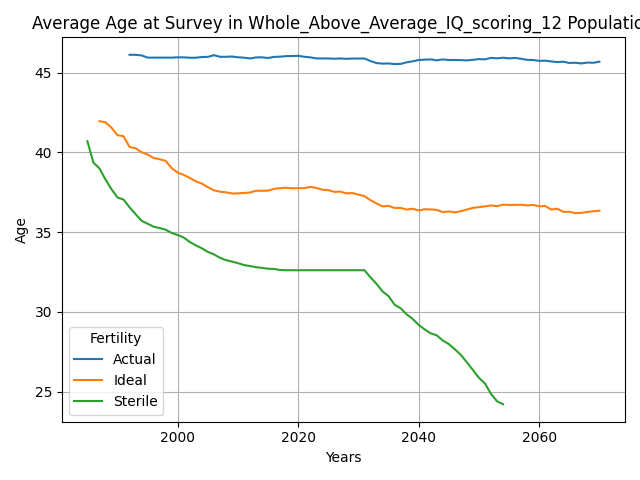 Average Age at Survey in Whole_Above_Average_IQ_scoring_12 Populatio
45
40
35
30
25
Age
Fertility
Actual
Ideal
Sterile
2000 2020 2040 2060
Years